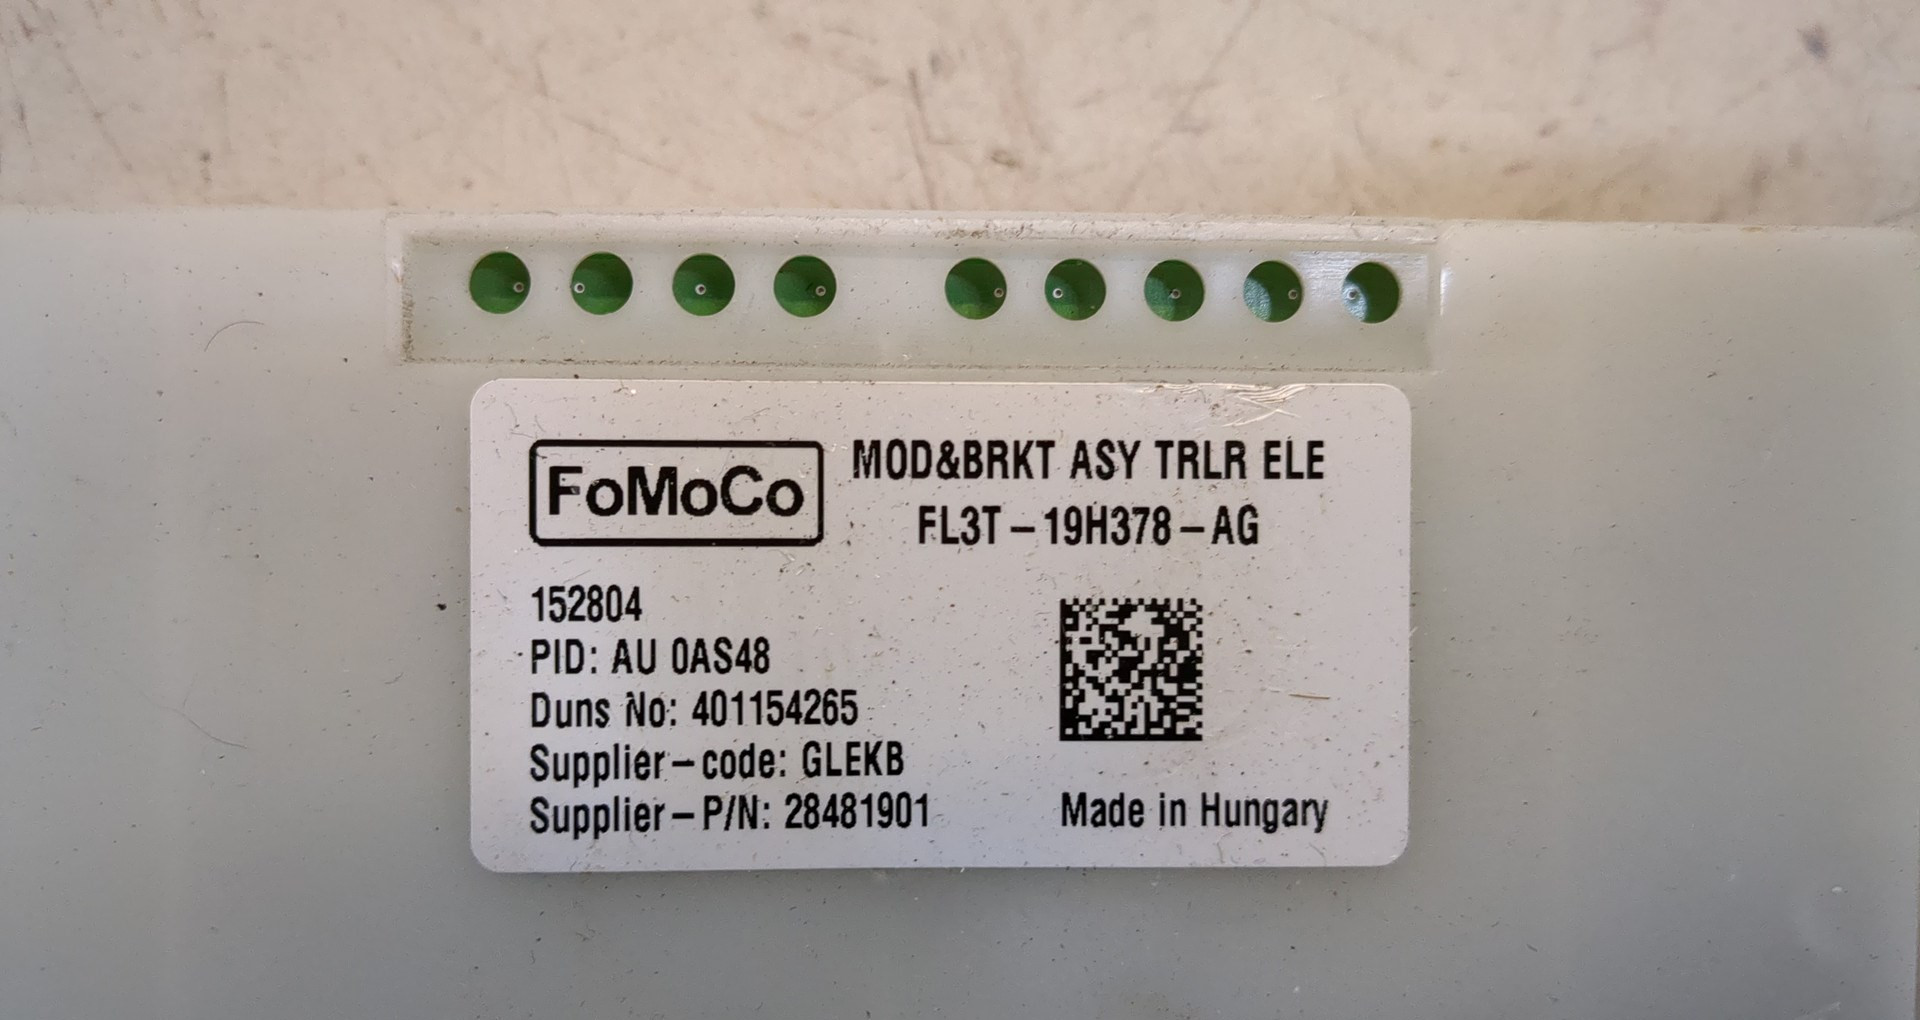 FoMoCo
MOD&BRKT ASY TRLR ELE
FL3T-19H378-AG
152804
PID: AU 0AS48
Duns No: 401154265
Supplier-code: GLEKB
Supplier-P/N: 28481901
Made in Hungary